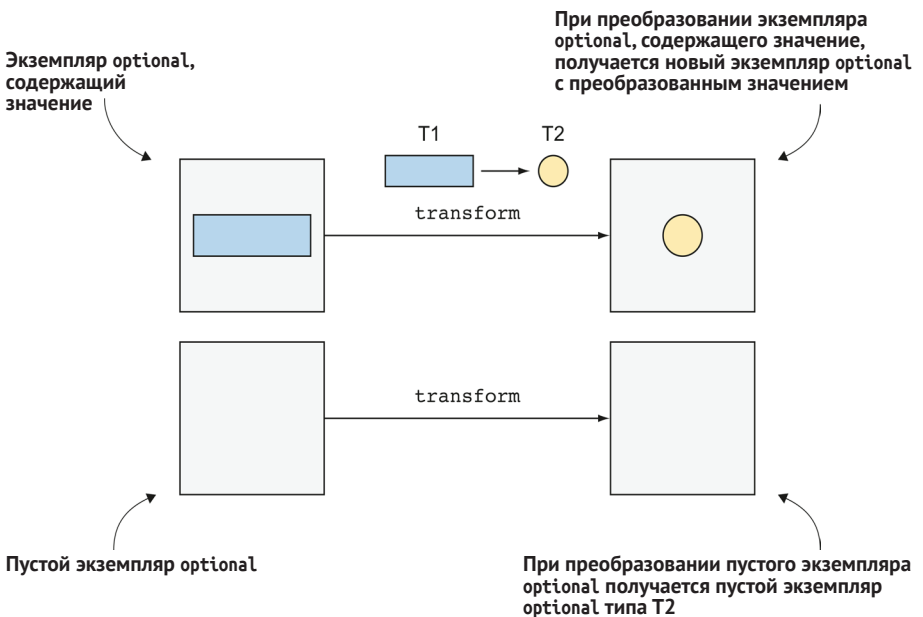 Экземпляр optional,
содержащий
значение
При преобразовании экземпляра
optional, содержащего значение,
получается новый экземпляр optional
с преобразованным значением
T1
T2
transform
transform
Пустой экземпляр optional
При преобразовании пустого экземпляра
optional получается пустой экземпляр
optional типа T2